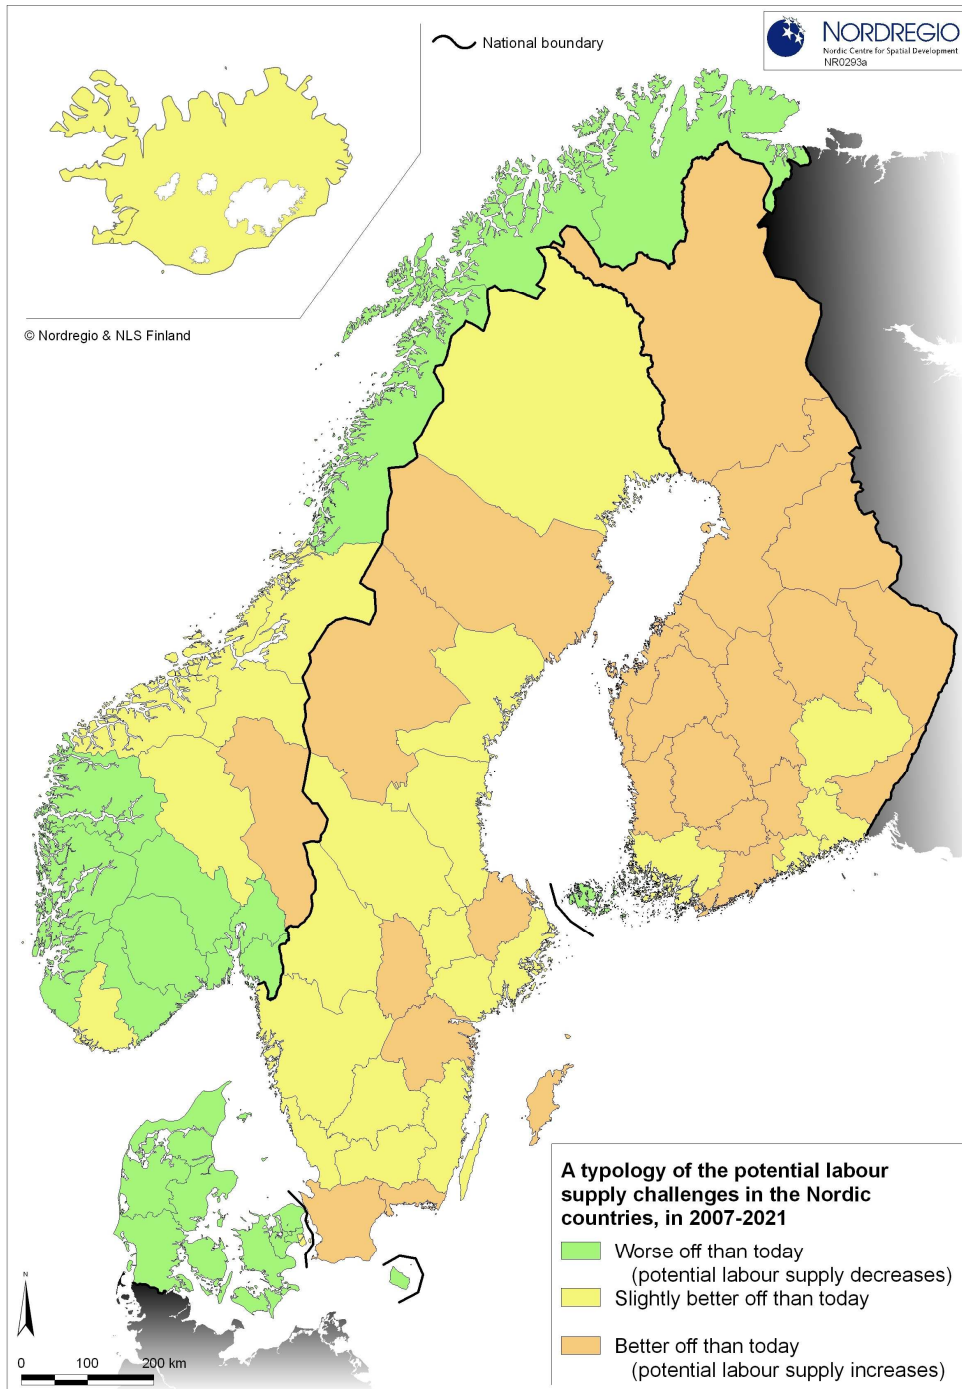 National boundary
NORDREGIO
Nordic Centre for Spatial Development
NR0293a
© Nordregio & NLS Finland
A typology of the potential labour
supply challenges in the Nordic
countries, in 2007-2021
Worse off than today
(potential labour supply decreases)
Slightly better off than today
Better off than today
(potential labour supply increases)
N
0 100 200 km